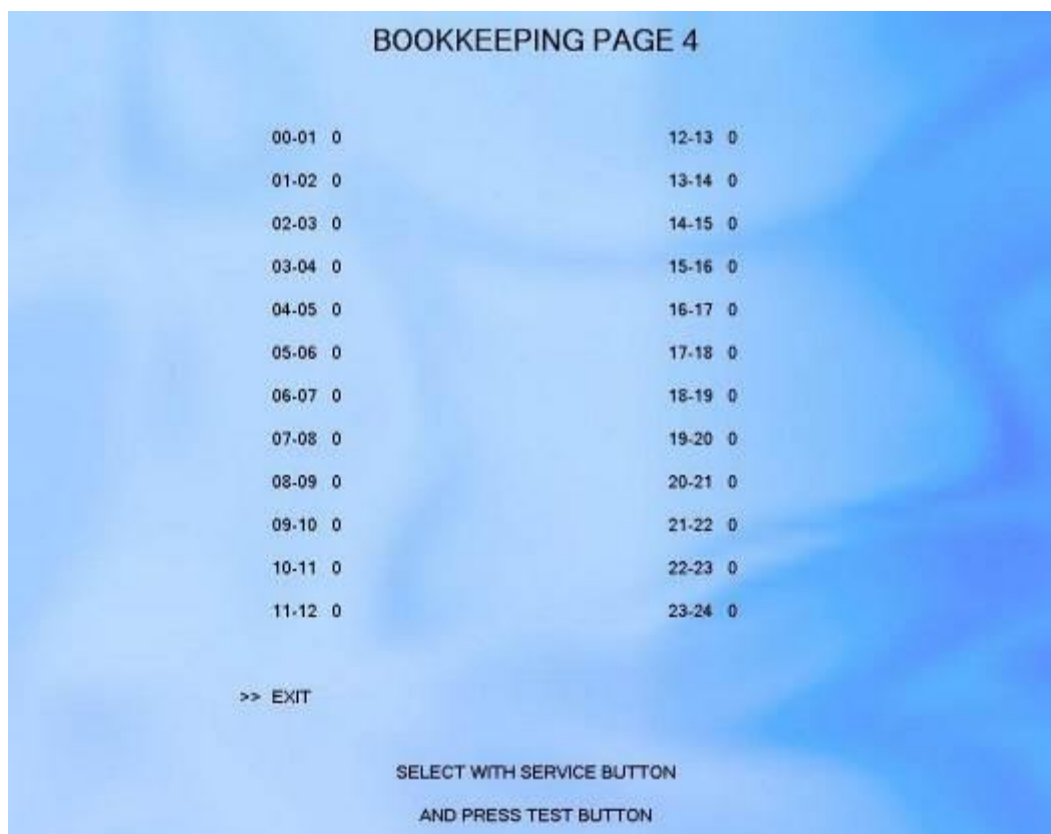 BOOKKEEPING PAGE 4
00-01 0 12-13 0
01-02 0 13-14 0
02-03 0 14-15 0
03-04 0 15-16 0
04-05 0 16-17 0
05-06 0 17-18 0
06-07 0 18-19 0
07-08 0 19-20 0
08-09 0 20-21 0
09-10 0 21-22 0
10-11 0 22-23 0
11-12 0 23-24 0
>> EXIT
SELECT WITH SERVICE BUTTON
AND PRESS TEST BUTTON